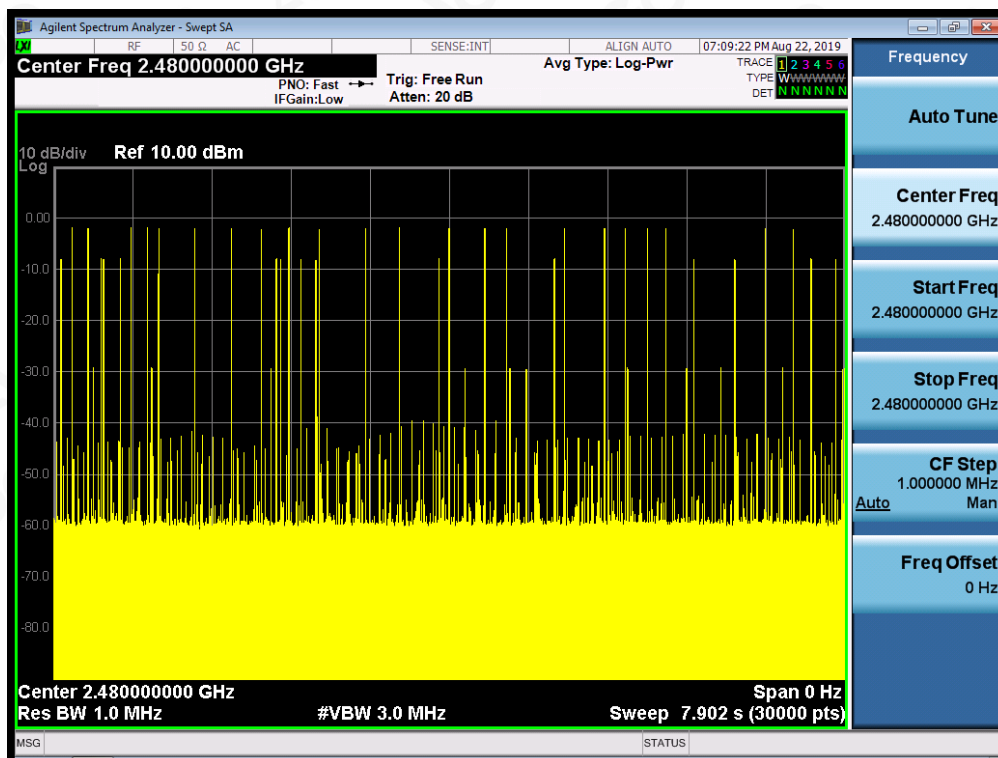 Agilent Spectrum Analyzer - Swept SA
LXI RF 50 Ω AC SENSE:INT ALIGN AUTO 07:09:22 PM Aug 22, 2019
Center Freq 2.480000000 GHz
PNO: Fast
IFGain:Low
Trig: Free Run
Atten: 20 dB
Avg Type: Log-Pwr
TRACE 1 2 3 4 5 6
TYPE WWWWWW
DET N N N N N N
10 dB/div Ref 10.00 dBm
Log
0.00
-10.0
-20.0
-30.0
-40.0
-50.0
-60.0
-70.0
-80.0
Center 2.480000000 GHz Span 0 Hz
Res BW 1.0 MHz #VBW 3.0 MHz Sweep 7.902 s (30000 pts)
MSG STATUS
Frequency
Auto Tune
Center Freq
2.480000000 GHz
Start Freq
2.480000000 GHz
Stop Freq
2.480000000 GHz
CF Step
1.000000 MHz
Auto Man
Freq Offset
0 Hz